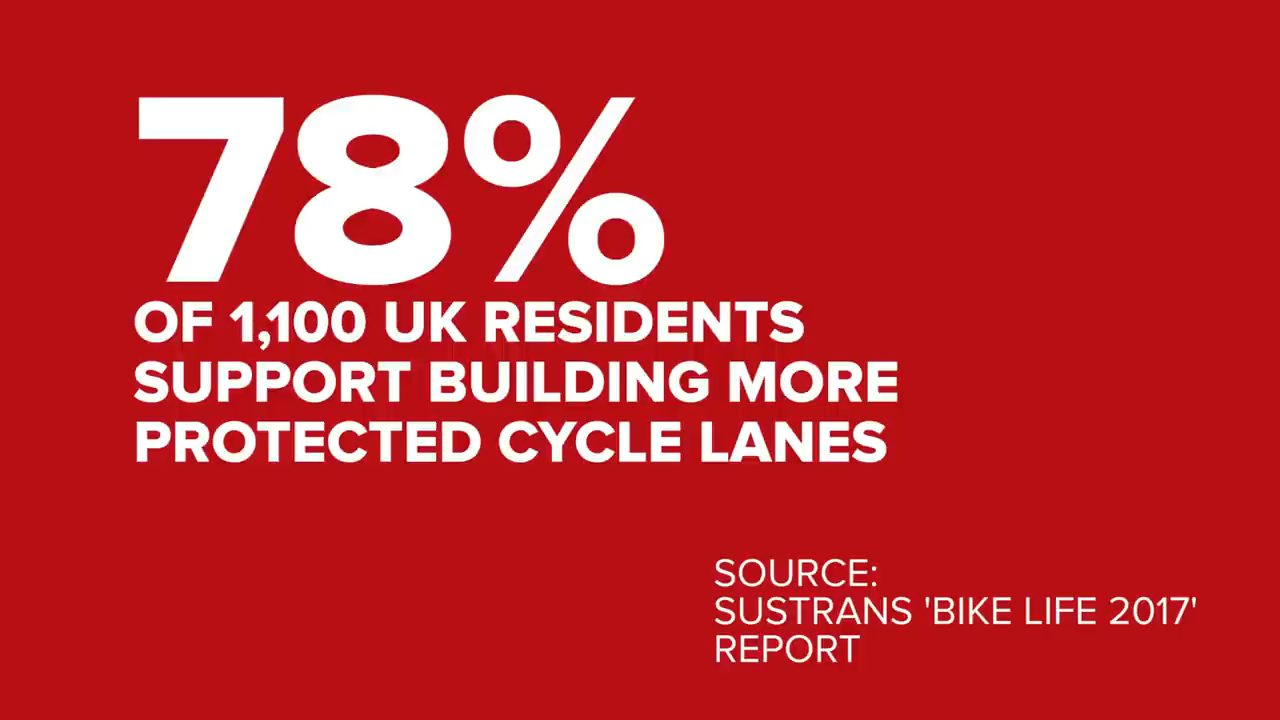 78%
OF 1,100 UK RESIDENTS
SUPPORT BUILDING MORE
PROTECTED CYCLE LANES
SOURCE:
SUSTRANS 'BIKE LIFE 2017'
REPORT